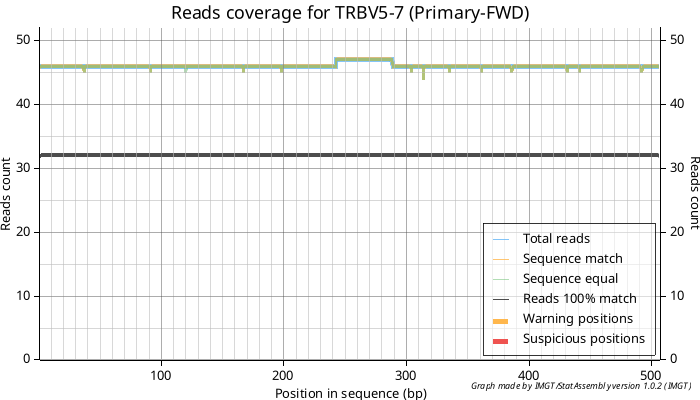 Reads coverage for TRBV5-7 (Primary-FWD)
50
40
30
20
10
0
Reads count
50
40
30
20
10
0
Reads count
Total reads
Sequence match
Sequence equal
Reads 100% match
Warning positions
Suspicious positions
100
200
300
400
500
Position in sequence (bp)
Graph made by IMGT/StatAssembly version 1.0.2 (IMGT)